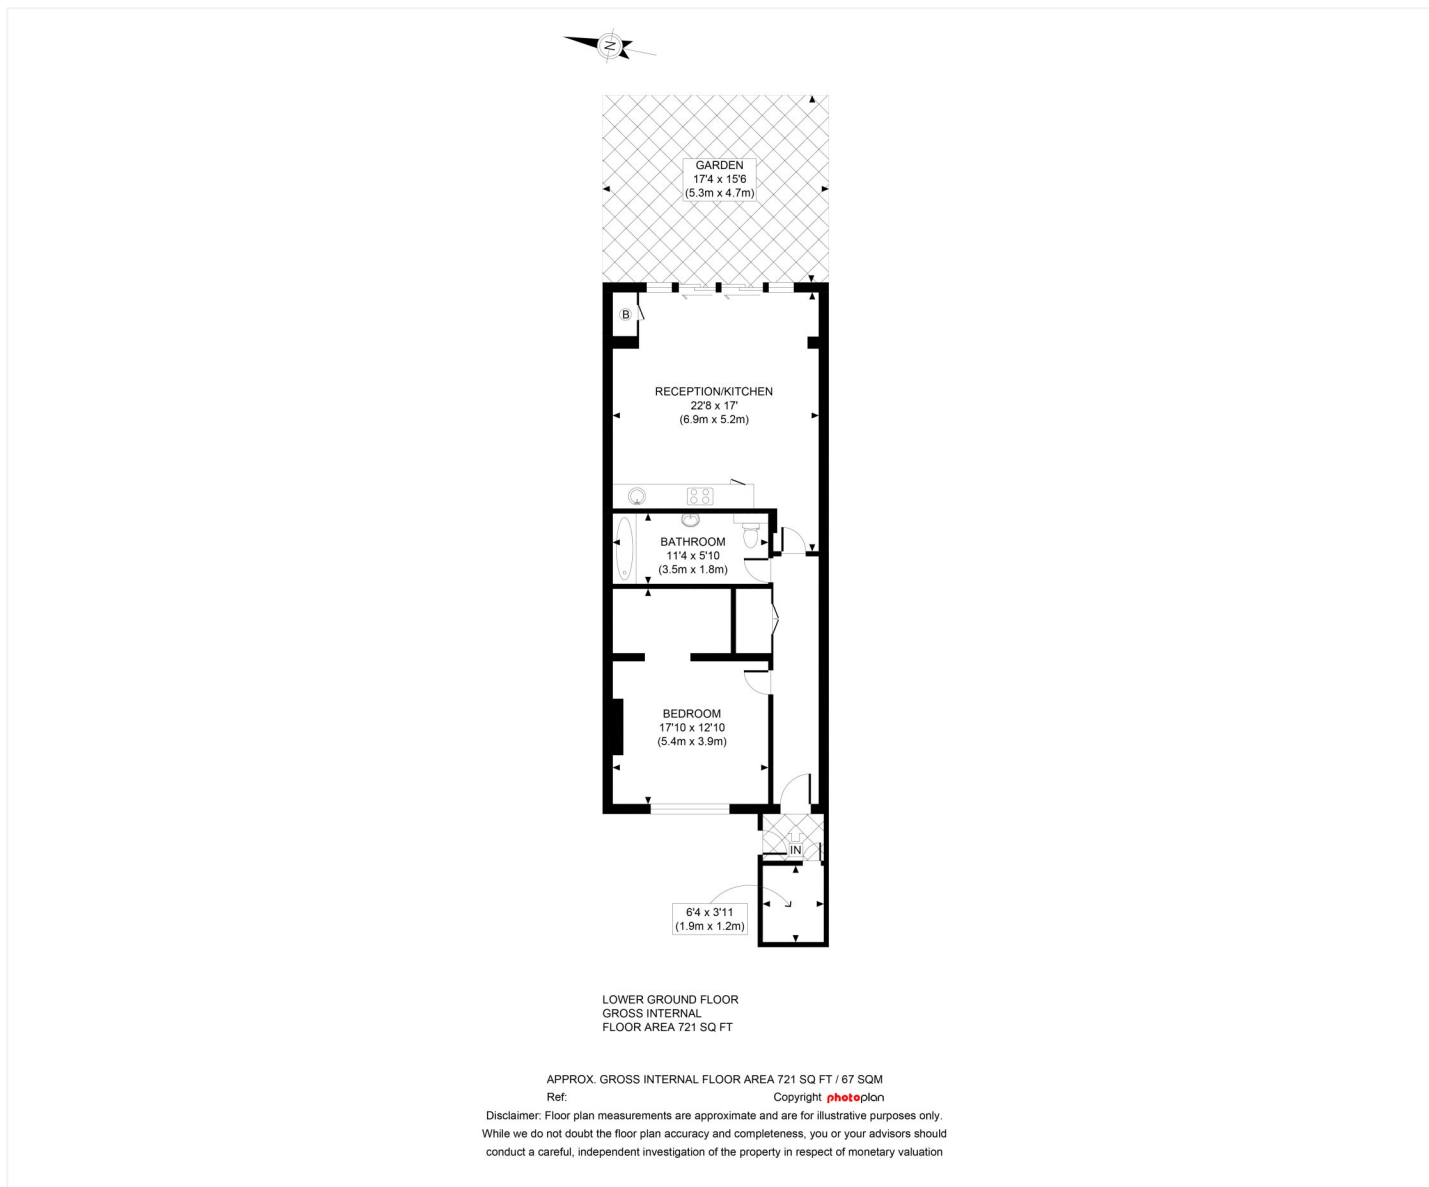 N
GARDEN
17'4 x 15'6
(5.3m x 4.7m)
B
RECEPTION/KITCHEN
22'8 x 17'
(6.9m x 5.2m)
BATHROOM
11'4 x 5'10
(3.5m x 1.8m)
BEDROOM
17'10 x 12'10
(5.4m x 3.9m)
IN
6'4 x 3'11
(1.9m x 1.2m)
LOWER GROUND FLOOR
GROSS INTERNAL
FLOOR AREA 721 SQ FT
APPROX. GROSS INTERNAL FLOOR AREA 721 SQ FT / 67 SQM
Ref: Copyright photoplan
Disclaimer: Floor plan measurements are approximate and are for illustrative purposes only.
While we do not doubt the floor plan accuracy and completeness, you or your advisors should
conduct a careful, independent investigation of the property in respect of monetary valuation